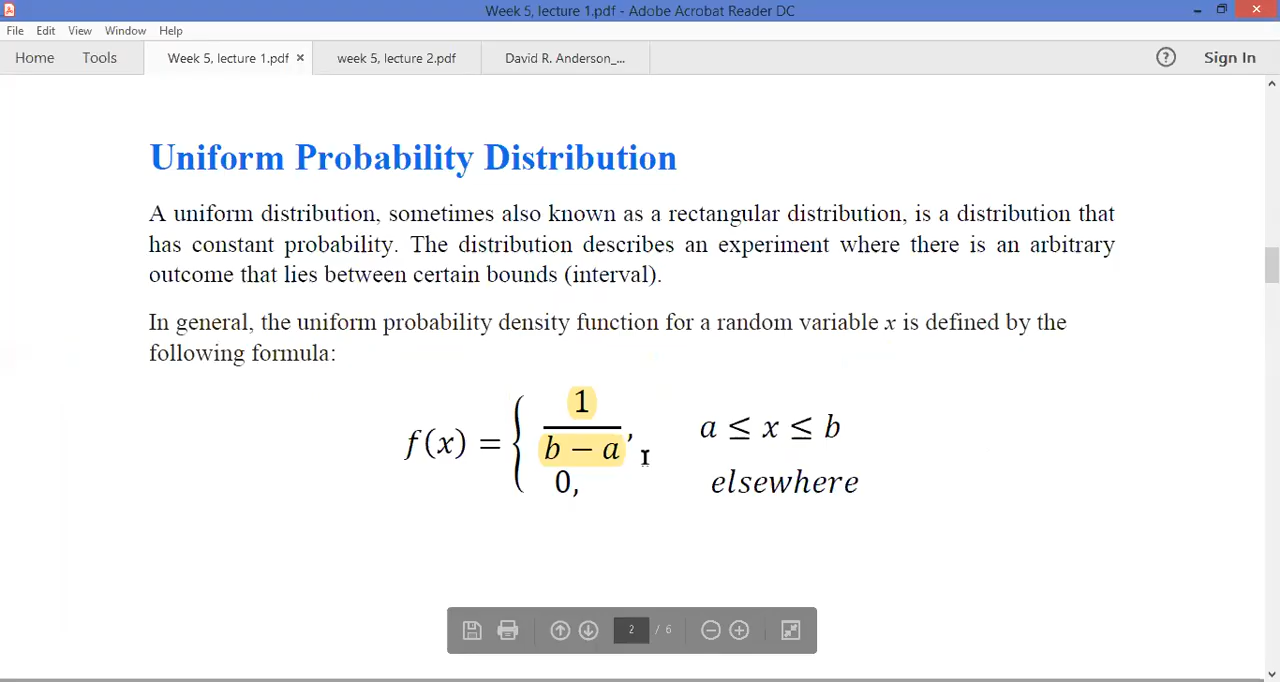 Week 5, lecture 1.pdf - Adobe Acrobat Reader DC
File Edit View Window Help
Home Tools Week 5, lecture 1.pdf × week 5, lecture 2.pdf David R. Anderson_... ? Sign In
Uniform Probability Distribution
A uniform distribution, sometimes also known as a rectangular distribution, is a distribution that
has constant probability. The distribution describes an experiment where there is an arbitrary
outcome that lies between certain bounds (interval).
In general, the uniform probability density function for a random variable x is defined by the
following formula:
f(x) = { 1 / (b − a), a ≤ x ≤ b
0, elsewhere
2 / 6